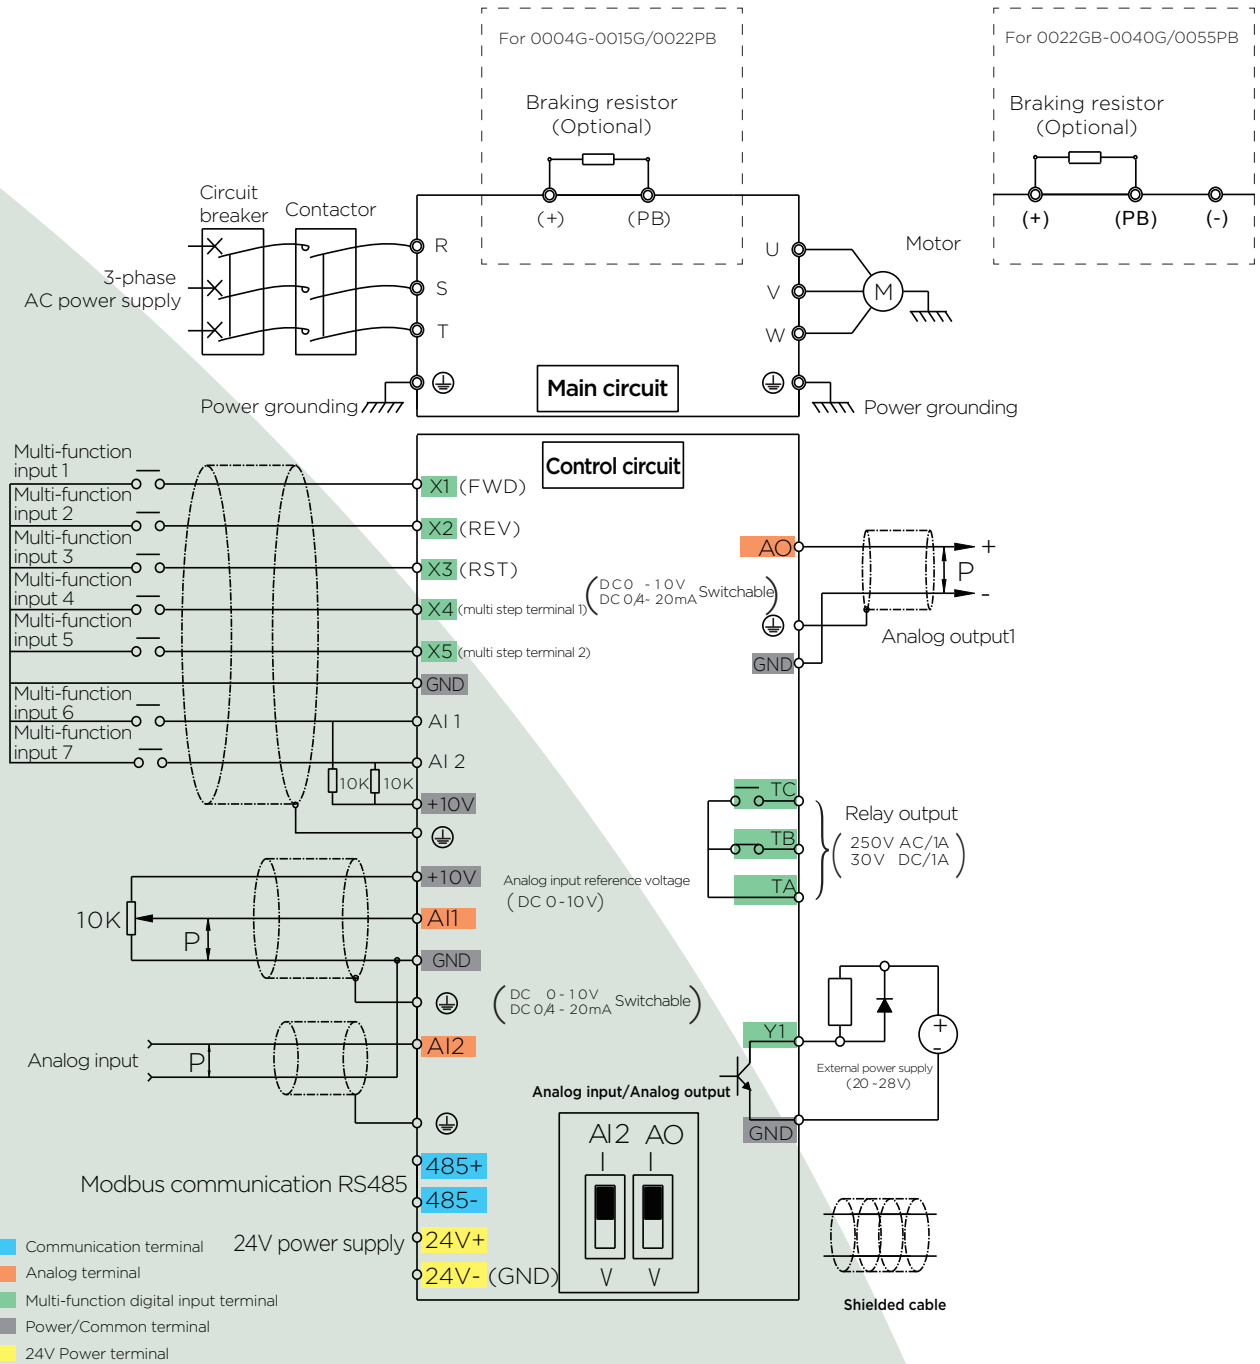 For 0004G~0015G/0022PB
Braking resistor
(Optional)
(+)
(PB)
For 0022GB-0040G/0055PB
Braking resistor
(Optional)
(+)
(PB)
(-)
Circuit
breaker
Contactor
3-phase
AC power supply
R
S
T
U
V
W
Motor
M
Main circuit
Power grounding
Power grounding
Control circuit
Multi-function
input 1
Multi-function
input 2
Multi-function
input 3
Multi-function
input 4
Multi-function
input 5
Multi-function
input 6
Multi-function
input 7
X1 (FWD)
X2 (REV)
X3 (RST)
X4 (multi step terminal 1)
X5 (multi step terminal 2)
GND
AI 1
AI 2
10K
10K
+10V
AO
(DC 0 - 10V
DC 0/4~ 20mA Switchable)
GND
+
P
-
Analog output1
TC
TB
TA
Relay output
(250V AC/1A
30V DC/1A)
+10V
Analog input reference voltage
(DC 0-10V)
10K
P
AI1
GND
(DC 0 - 10V
DC 0/4 - 20mA Switchable)
Analog input
P
AI2
Y1
+
-
External power supply
(20 ~28V)
GND
Analog input/Analog output
AI2 AO
I I
V V
Modbus communication RS485
485+
485-
24V power supply
24V+
24V- (GND)
Shielded cable
Communication terminal
Analog terminal
Multi-function digital input terminal
Power/Common terminal
24V Power terminal